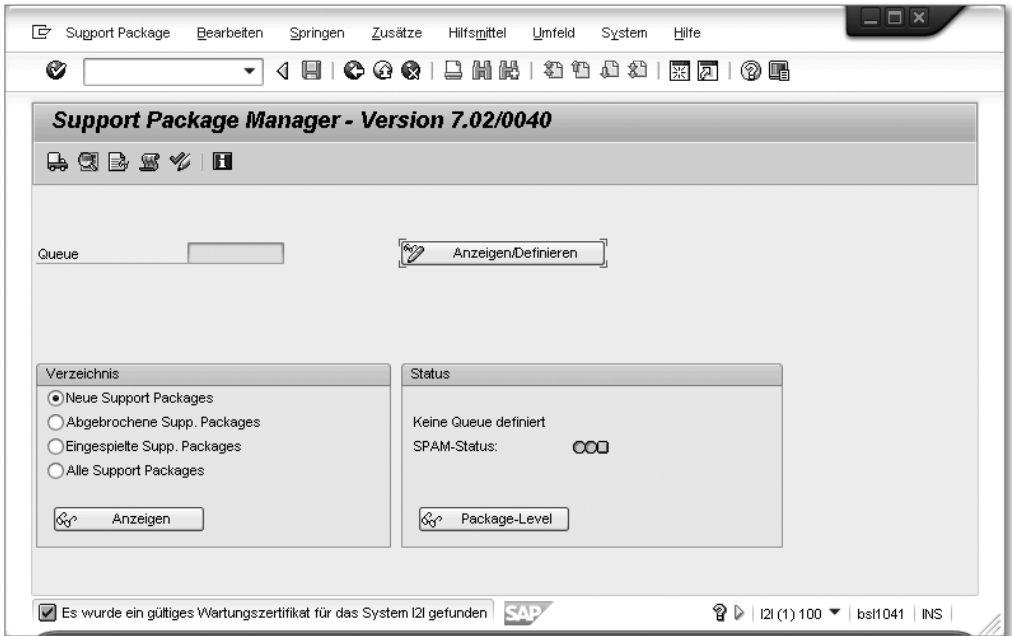 Support Package Bearbeiten Springen Zusätze Hilfsmittel Umfeld System Hilfe
Support Package Manager - Version 7.02/0040
Queue
Anzeigen/Definieren
Verzeichnis
Neue Support Packages
Abgebrochene Supp. Packages
Eingespielte Supp. Packages
Alle Support Packages
Anzeigen
Status
Keine Queue definiert
SPAM-Status:
Package-Level
Es wurde ein gültiges Wartungszertifikat für das System I2I gefunden SAP I2I (1) 100 bsl1041 INS